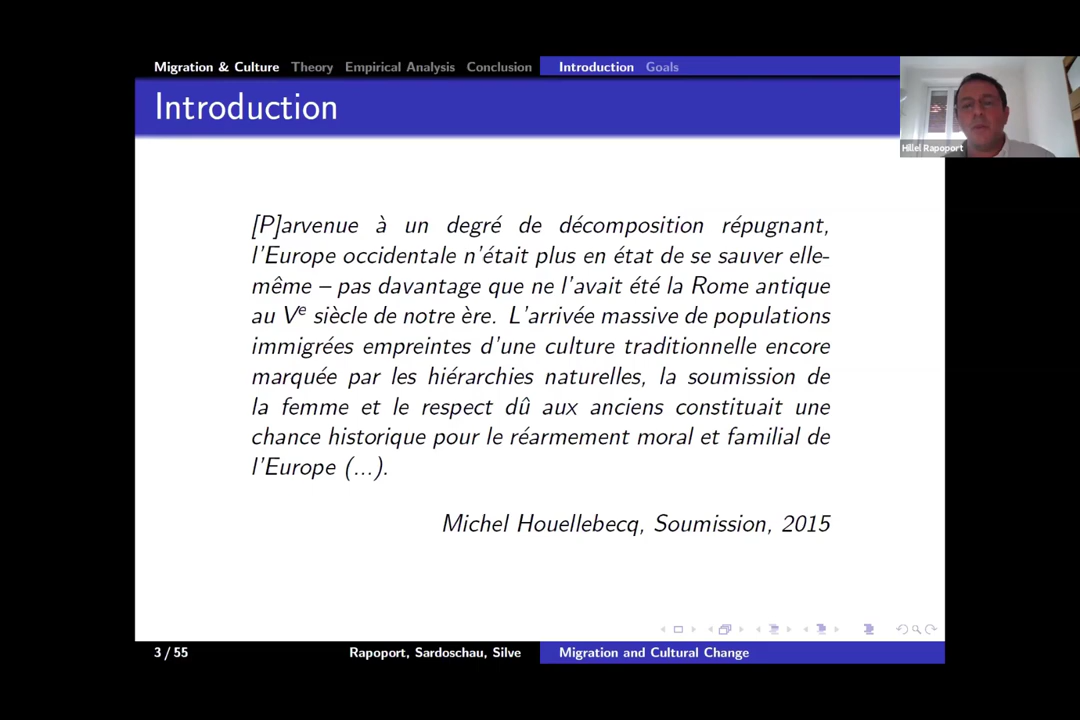 Migration & Culture Theory Empirical Analysis Conclusion Introduction Goals
Introduction
Hillel Rapoport
[P]arvenue à un degré de décomposition répugnant,
l'Europe occidentale n'était plus en état de se sauver elle-
même – pas davantage que ne l'avait été la Rome antique
au Ve siècle de notre ère. L'arrivée massive de populations
immigrées empreintes d'une culture traditionnelle encore
marquée par les hiérarchies naturelles, la soumission de
la femme et le respect dû aux anciens constituait une
chance historique pour le réarmement moral et familial de
l'Europe (...).
Michel Houellebecq, Soumission, 2015
3 / 55 Rapoport, Sardoschau, Silve Migration and Cultural Change